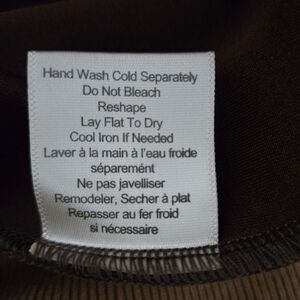 Hand Wash Cold Separately
Do Not Bleach
Reshape
Lay Flat To Dry
Cool Iron If Needed
Laver à la main à l'eau froide
séparemént
Ne pas javelliser
Remodeler, Secher à plat
Repasser au fer froid
si nécessaire